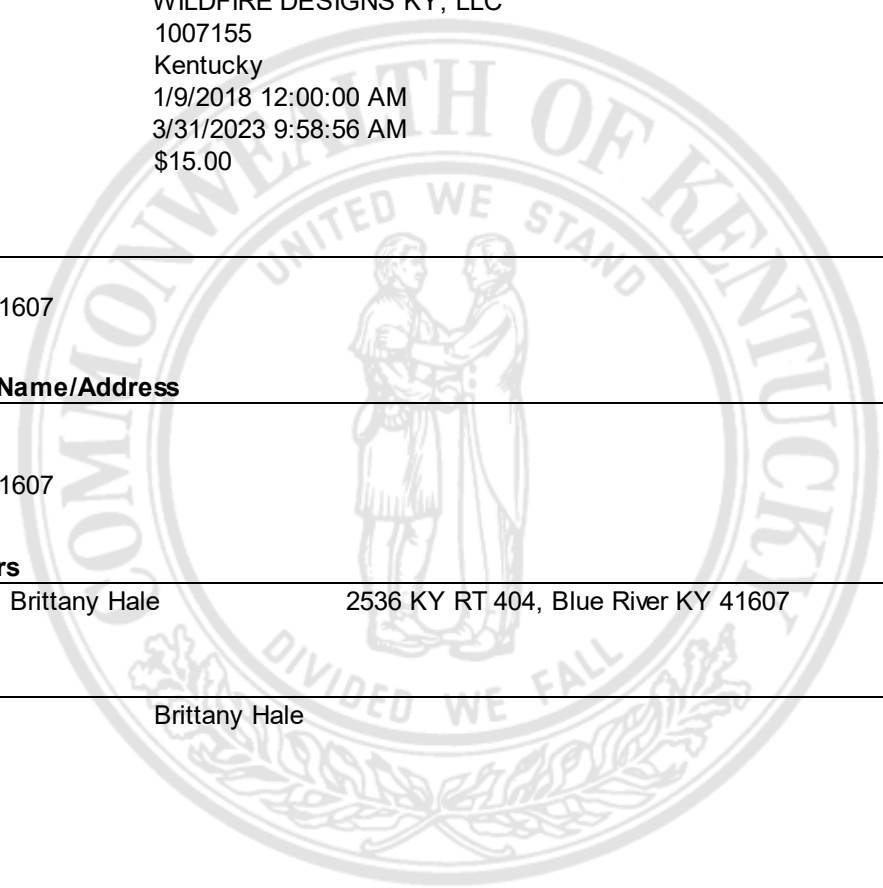 WILDFIRE DESIGNS KY, LLC
1007155
Kentucky
1/9/2018 12:00:00 AM
3/31/2023 9:58:56 AM
$15.00
COMMONWEALTH OF KENTUCKY
UNITED WE STAND
1607
Name/Address
1607
rs
Brittany Hale 2536 KY RT 404, Blue River KY 41607
DIVIDED WE FALL
Brittany Hale